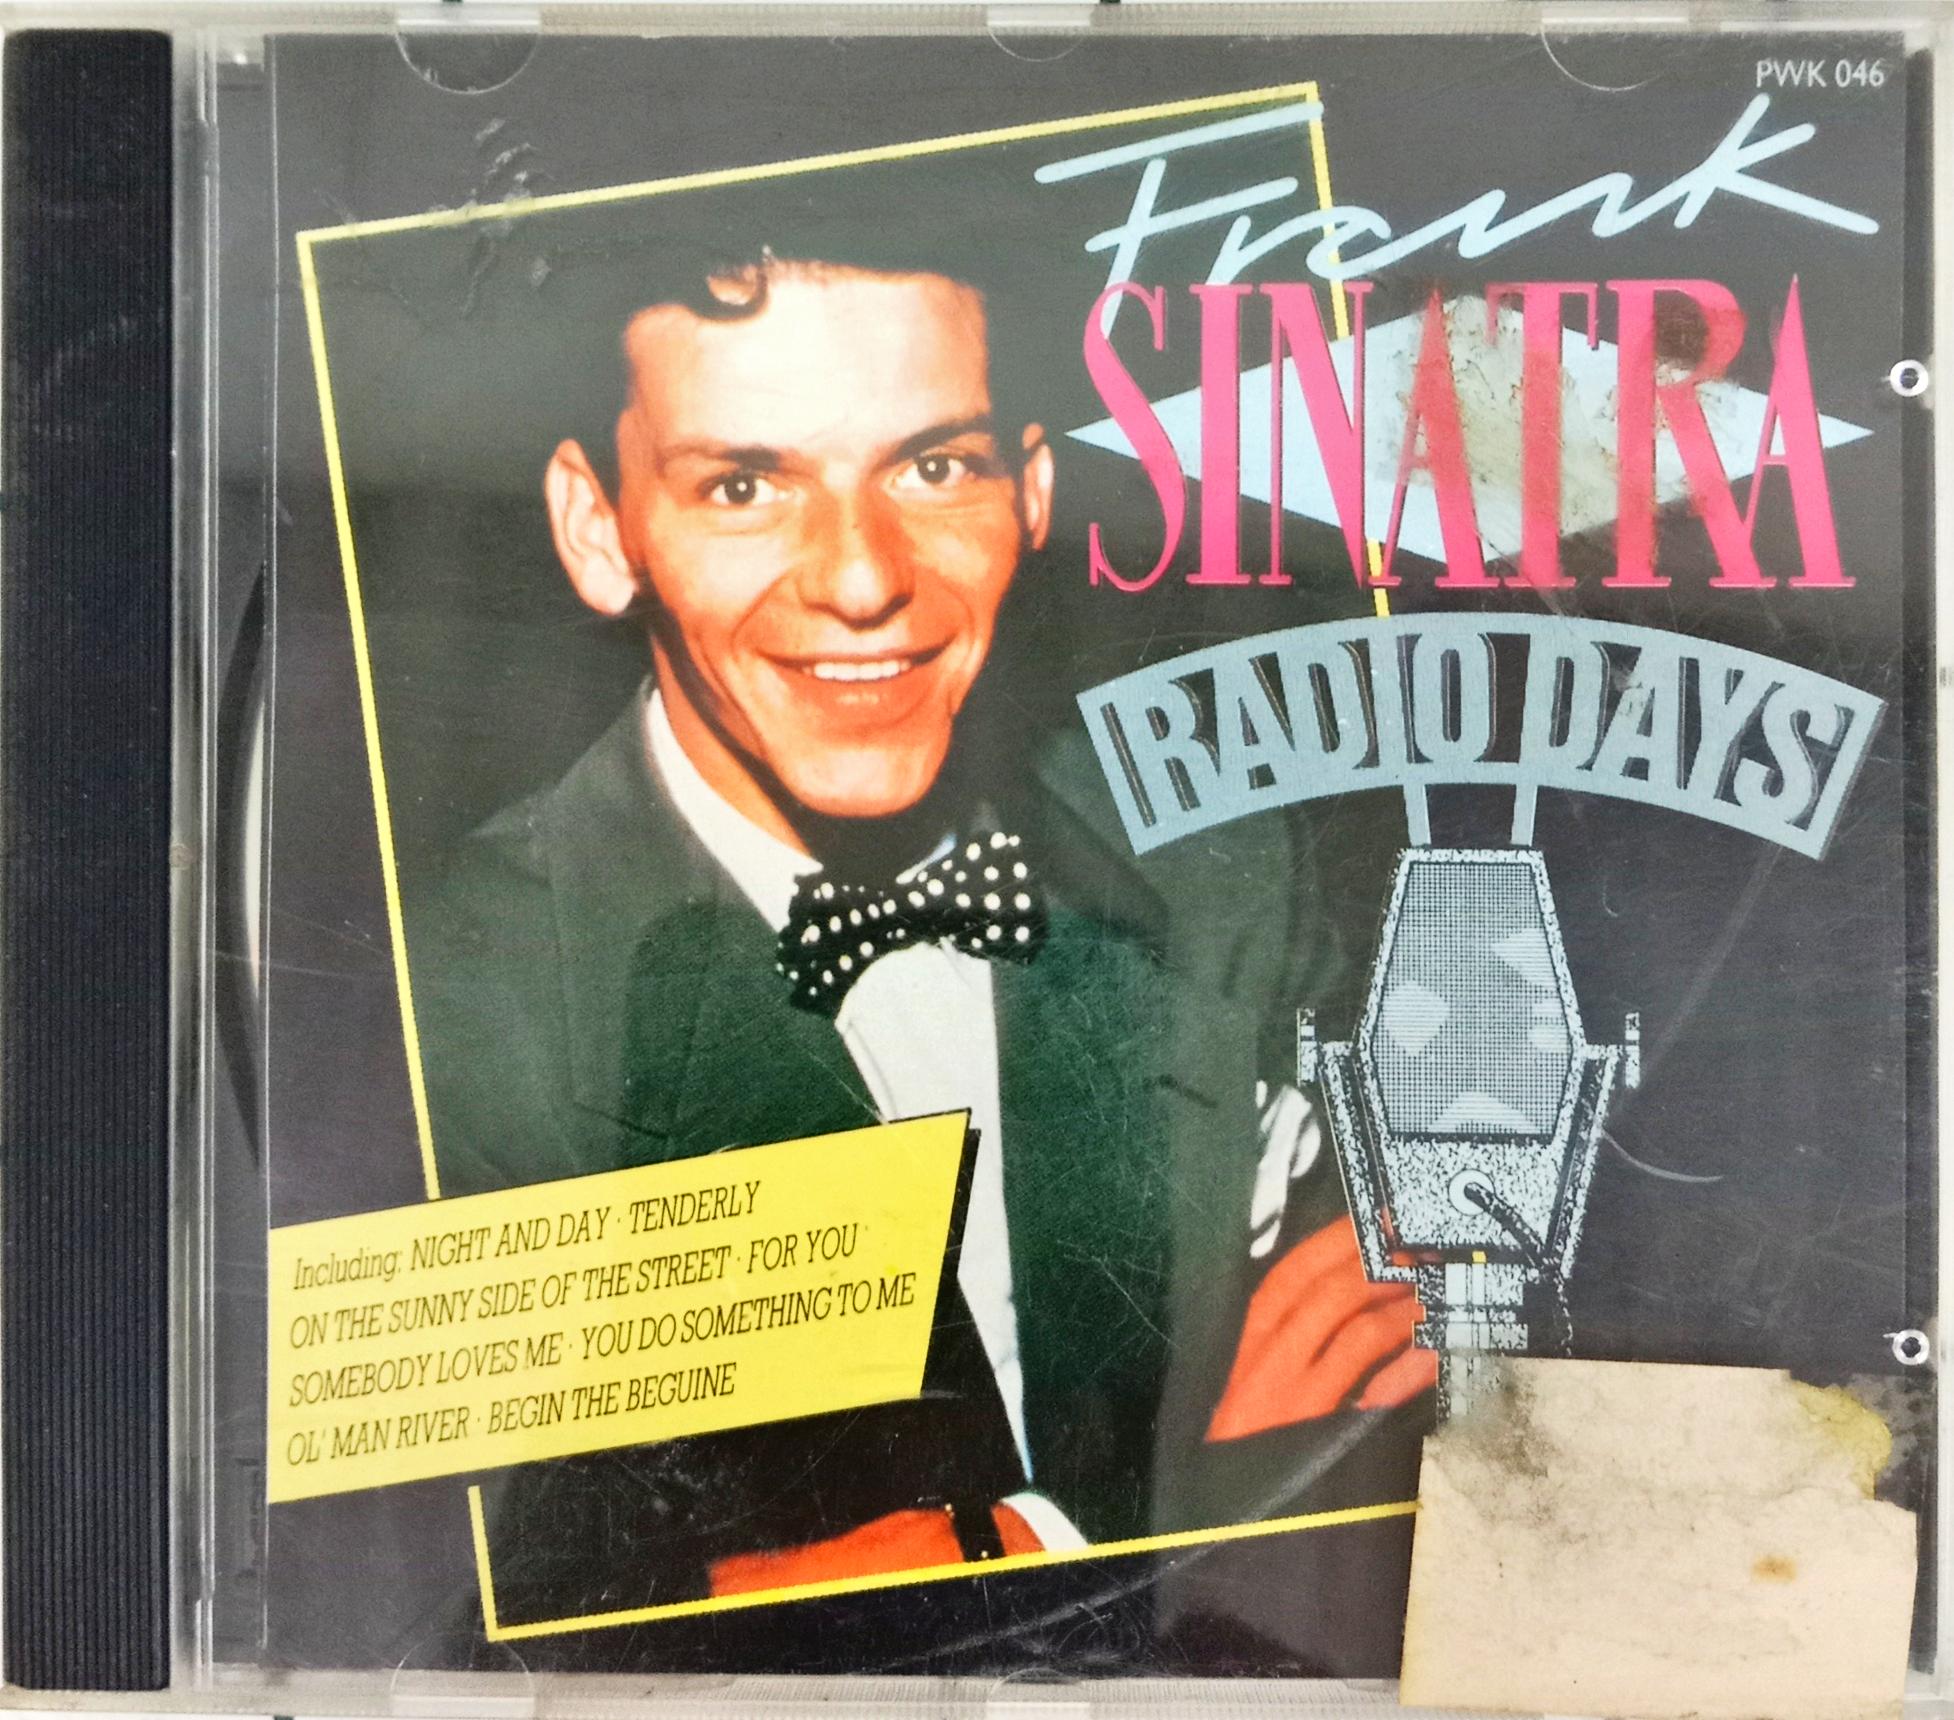 PWK 046
Frank
SINATRA
RADIO DAYS
Including: NIGHT AND DAY · TENDERLY
ON THE SUNNY SIDE OF THE STREET · FOR YOU
SOMEBODY LOVES ME · YOU DO SOMETHING TO ME
OL' MAN RIVER · BEGIN THE BEGUINE